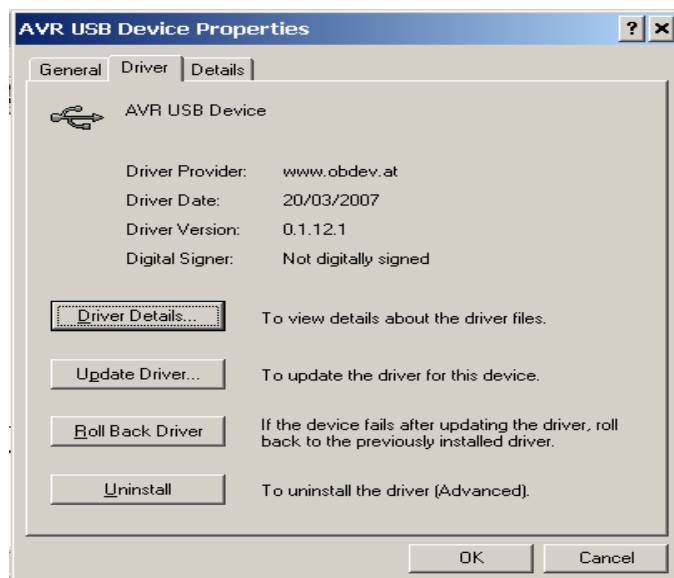 AVR USB Device Properties
General Driver Details
AVR USB Device
Driver Provider: www.obdev.at
Driver Date: 20/03/2007
Driver Version: 0.1.12.1
Digital Signer: Not digitally signed
Driver Details... To view details about the driver files.
Update Driver... To update the driver for this device.
Roll Back Driver If the device fails after updating the driver, roll
back to the previously installed driver.
Uninstall To uninstall the driver (Advanced).
OK Cancel